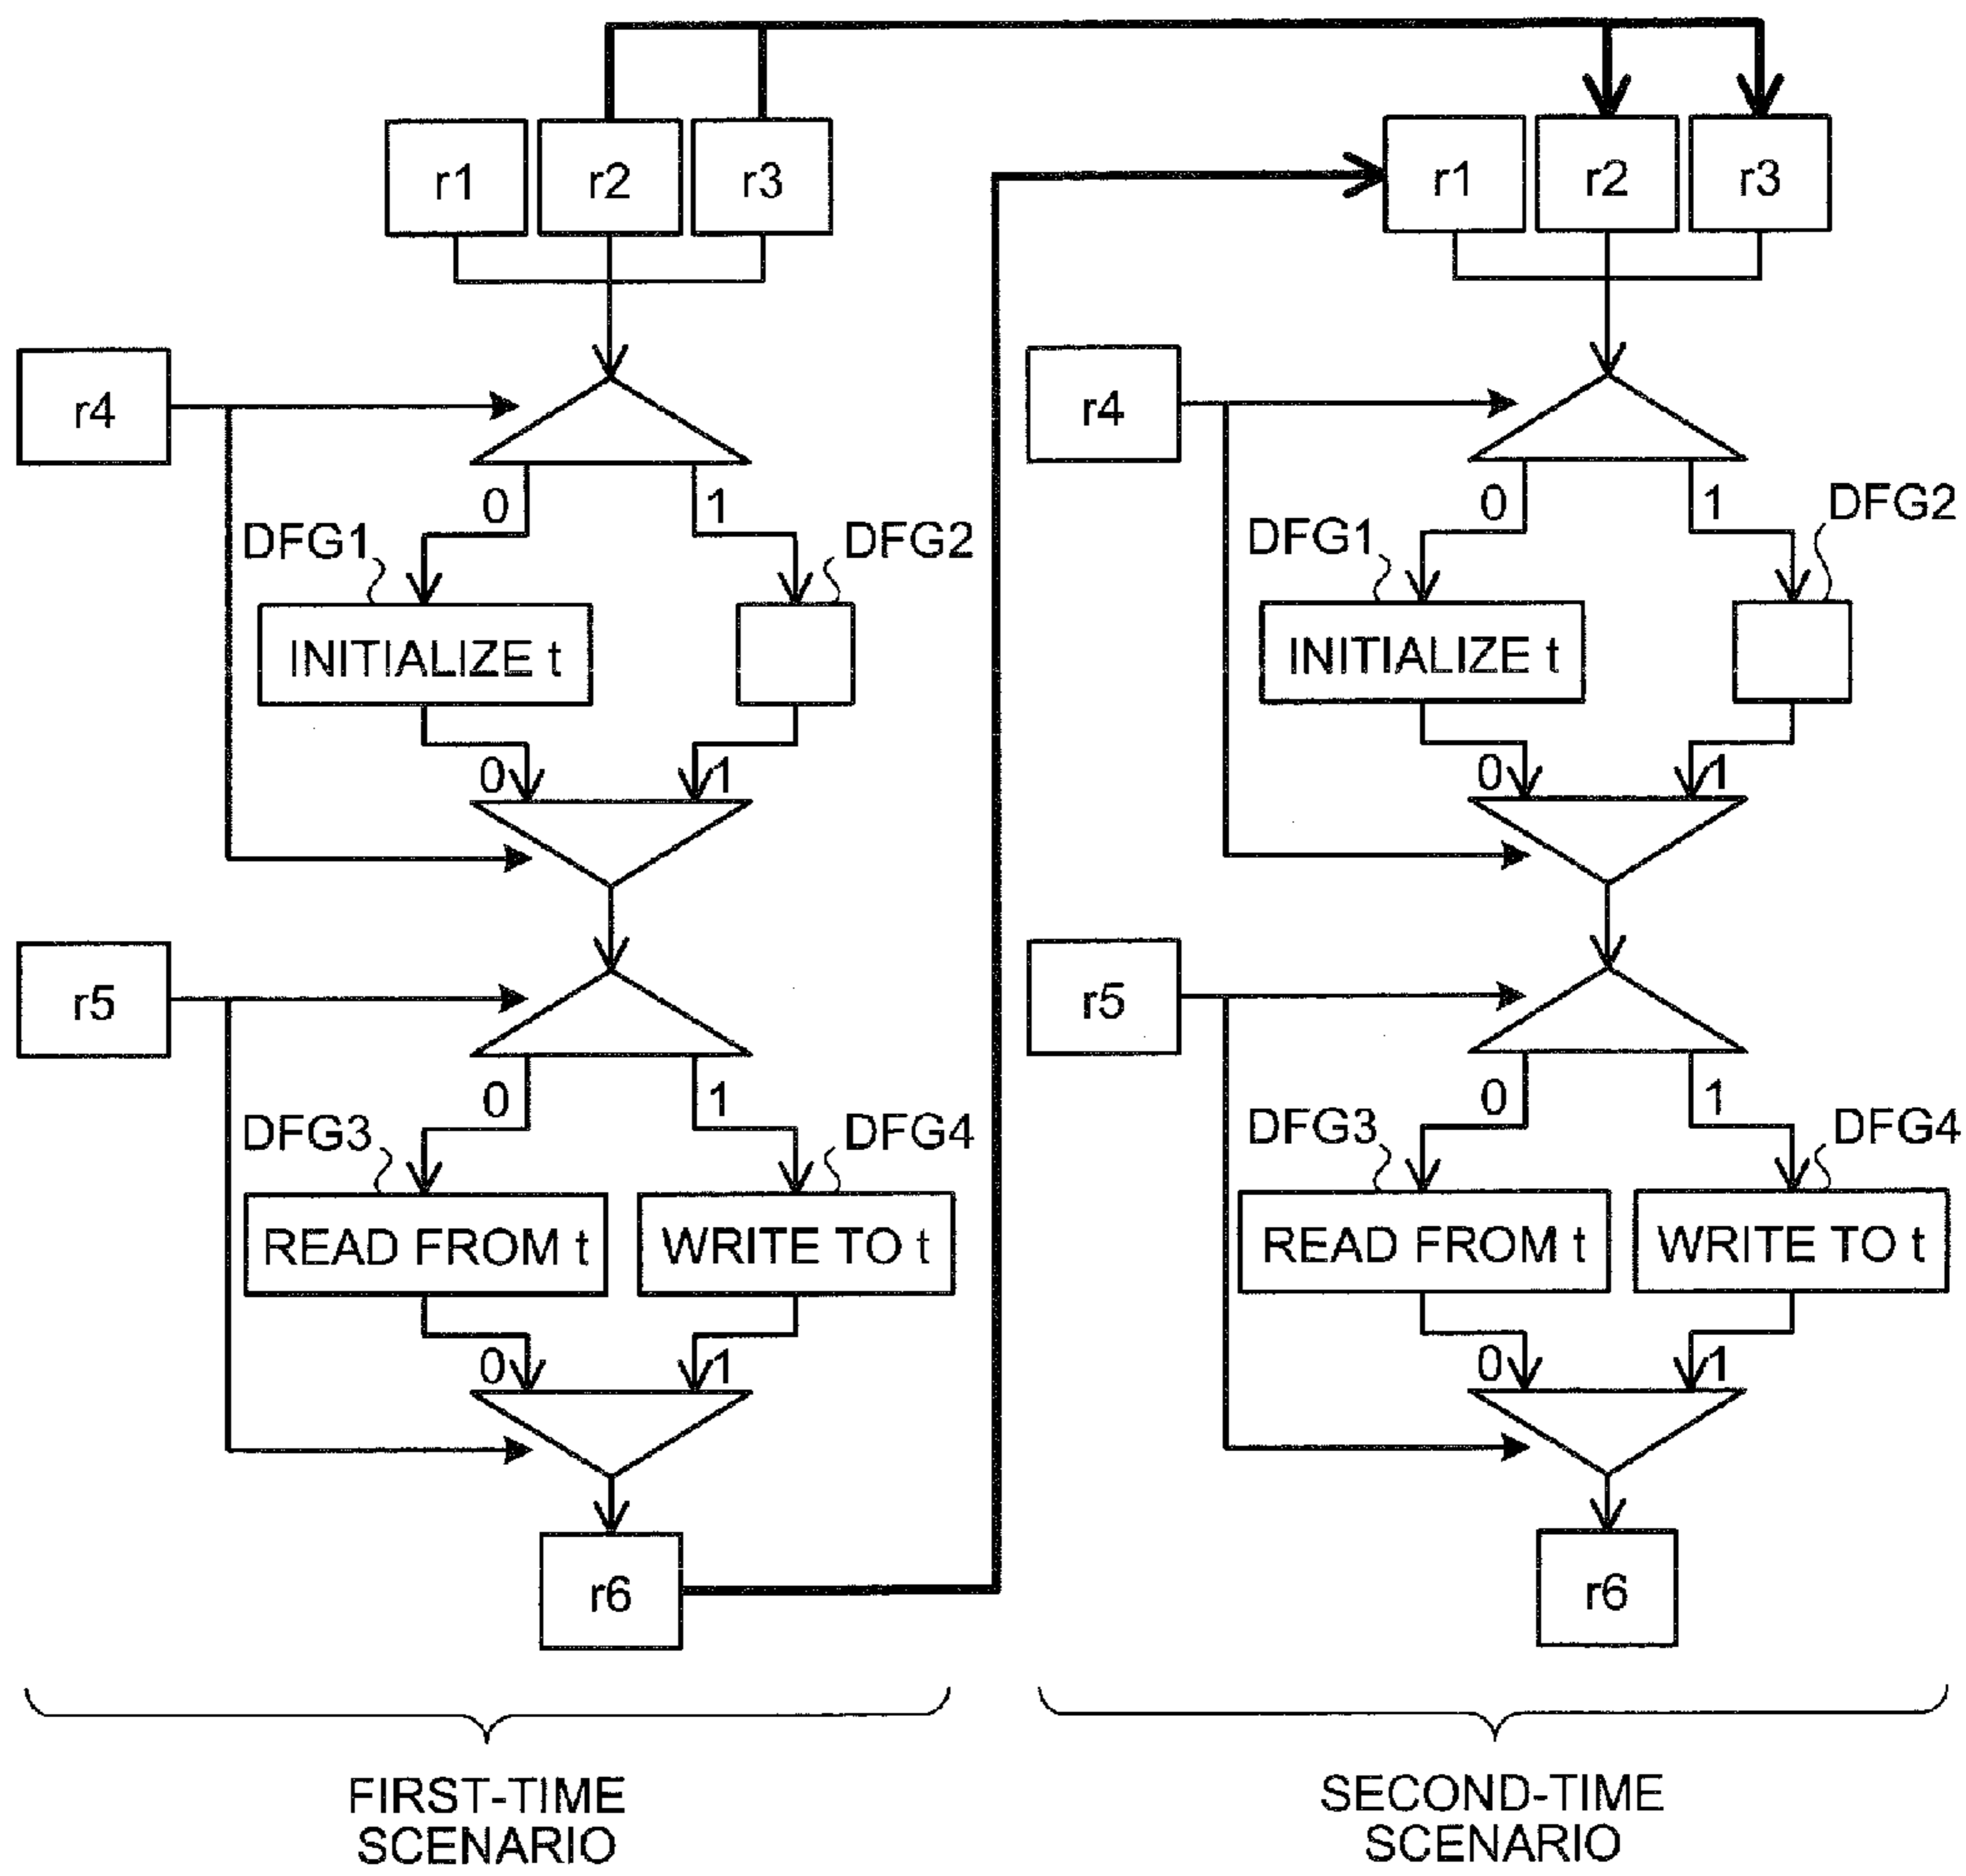 r1 r2 r3
r4
0 1
DFG1 DFG2
INITIALIZE t
0 1
r5
0 1
DFG3 DFG4
READ FROM t WRITE TO t
0 1
r6
FIRST-TIME
SCENARIO
r1 r2 r3
r4
0 1
DFG1 DFG2
INITIALIZE t
0 1
r5
0 1
DFG3 DFG4
READ FROM t WRITE TO t
0 1
r6
SECOND-TIME
SCENARIO